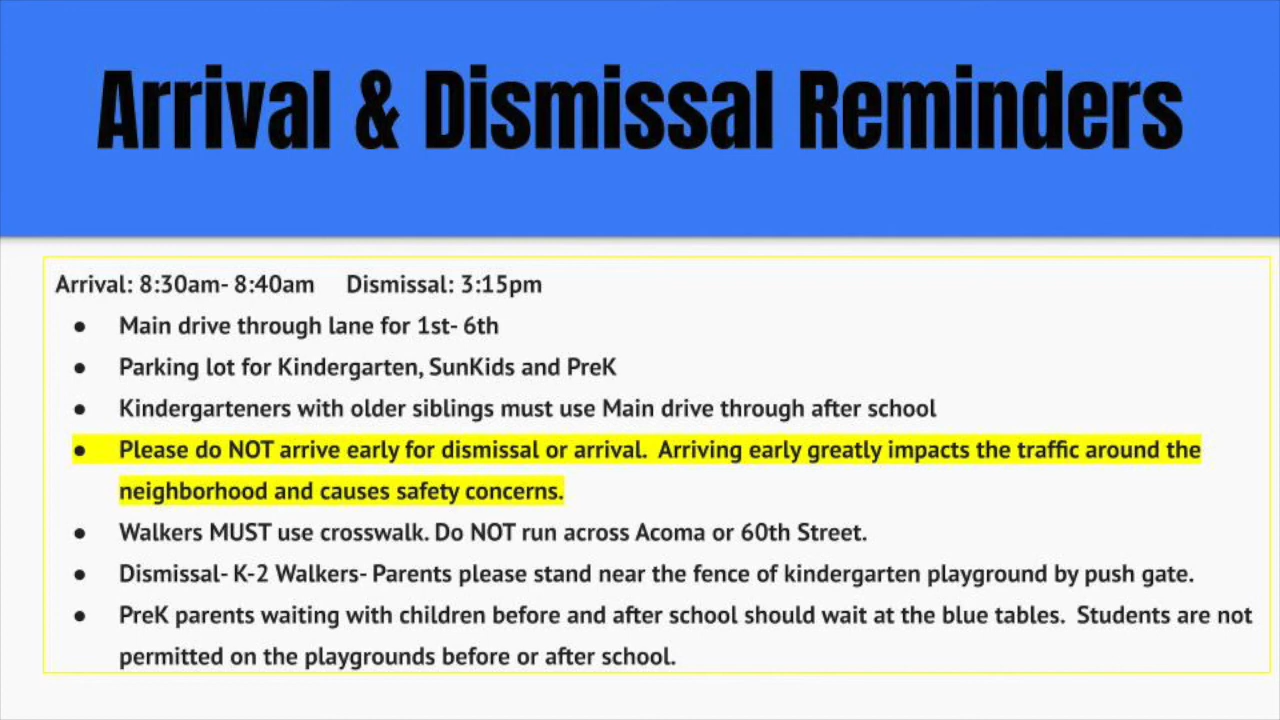 Arrival & Dismissal Reminders
Arrival: 8:30am- 8:40am Dismissal: 3:15pm
● Main drive through lane for 1st- 6th
● Parking lot for Kindergarten, SunKids and PreK
● Kindergarteners with older siblings must use Main drive through after school
● Please do NOT arrive early for dismissal or arrival. Arriving early greatly impacts the traffic around the
neighborhood and causes safety concerns.
● Walkers MUST use crosswalk. Do NOT run across Acoma or 60th Street.
● Dismissal- K-2 Walkers- Parents please stand near the fence of kindergarten playground by push gate.
● PreK parents waiting with children before and after school should wait at the blue tables. Students are not
permitted on the playgrounds before or after school.